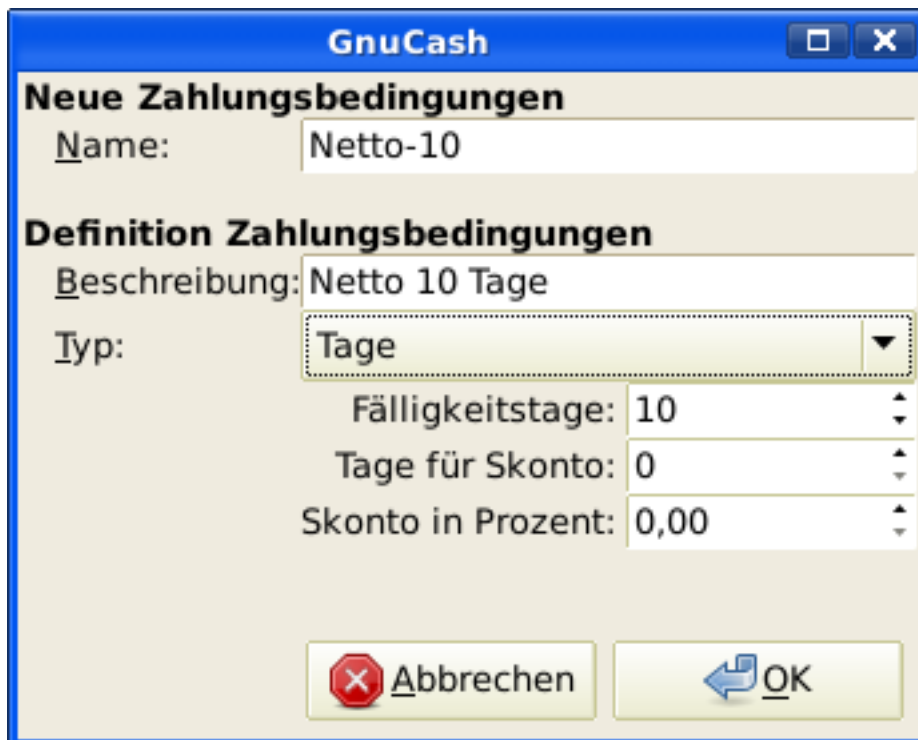 GnuCash
Neue Zahlungsbedingungen
Name: Netto-10
Definition Zahlungsbedingungen
Beschreibung: Netto 10 Tage
Typ: Tage
Fälligkeitstage: 10
Tage für Skonto: 0
Skonto in Prozent: 0,00
Abbrechen OK